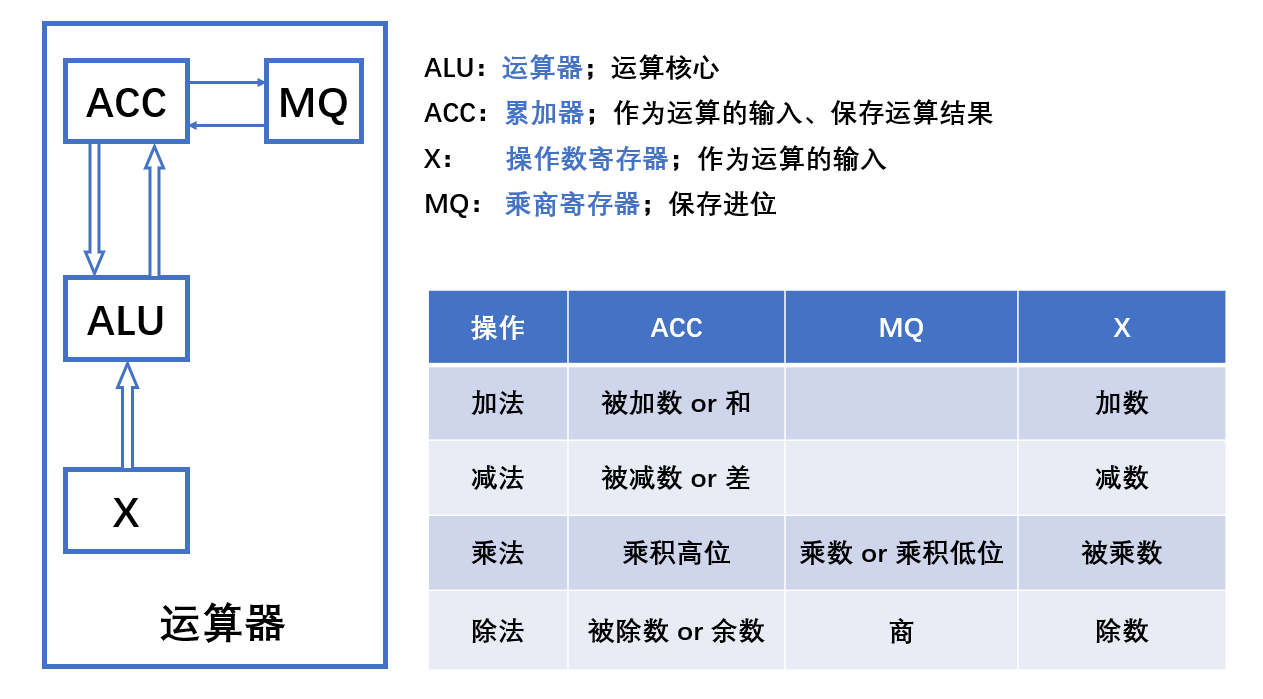 ACC
MQ
ALU
X
运算器
ALU：运算器；运算核心
ACC：累加器；作为运算的输入、保存运算结果
X： 操作数寄存器；作为运算的输入
MQ： 乘商寄存器；保存进位
操作 ACC MQ X
加法 被加数 or 和 加数
减法 被减数 or 差 减数
乘法 乘积高位 乘数 or 乘积低位 被乘数
除法 被除数 or 余数 商 除数